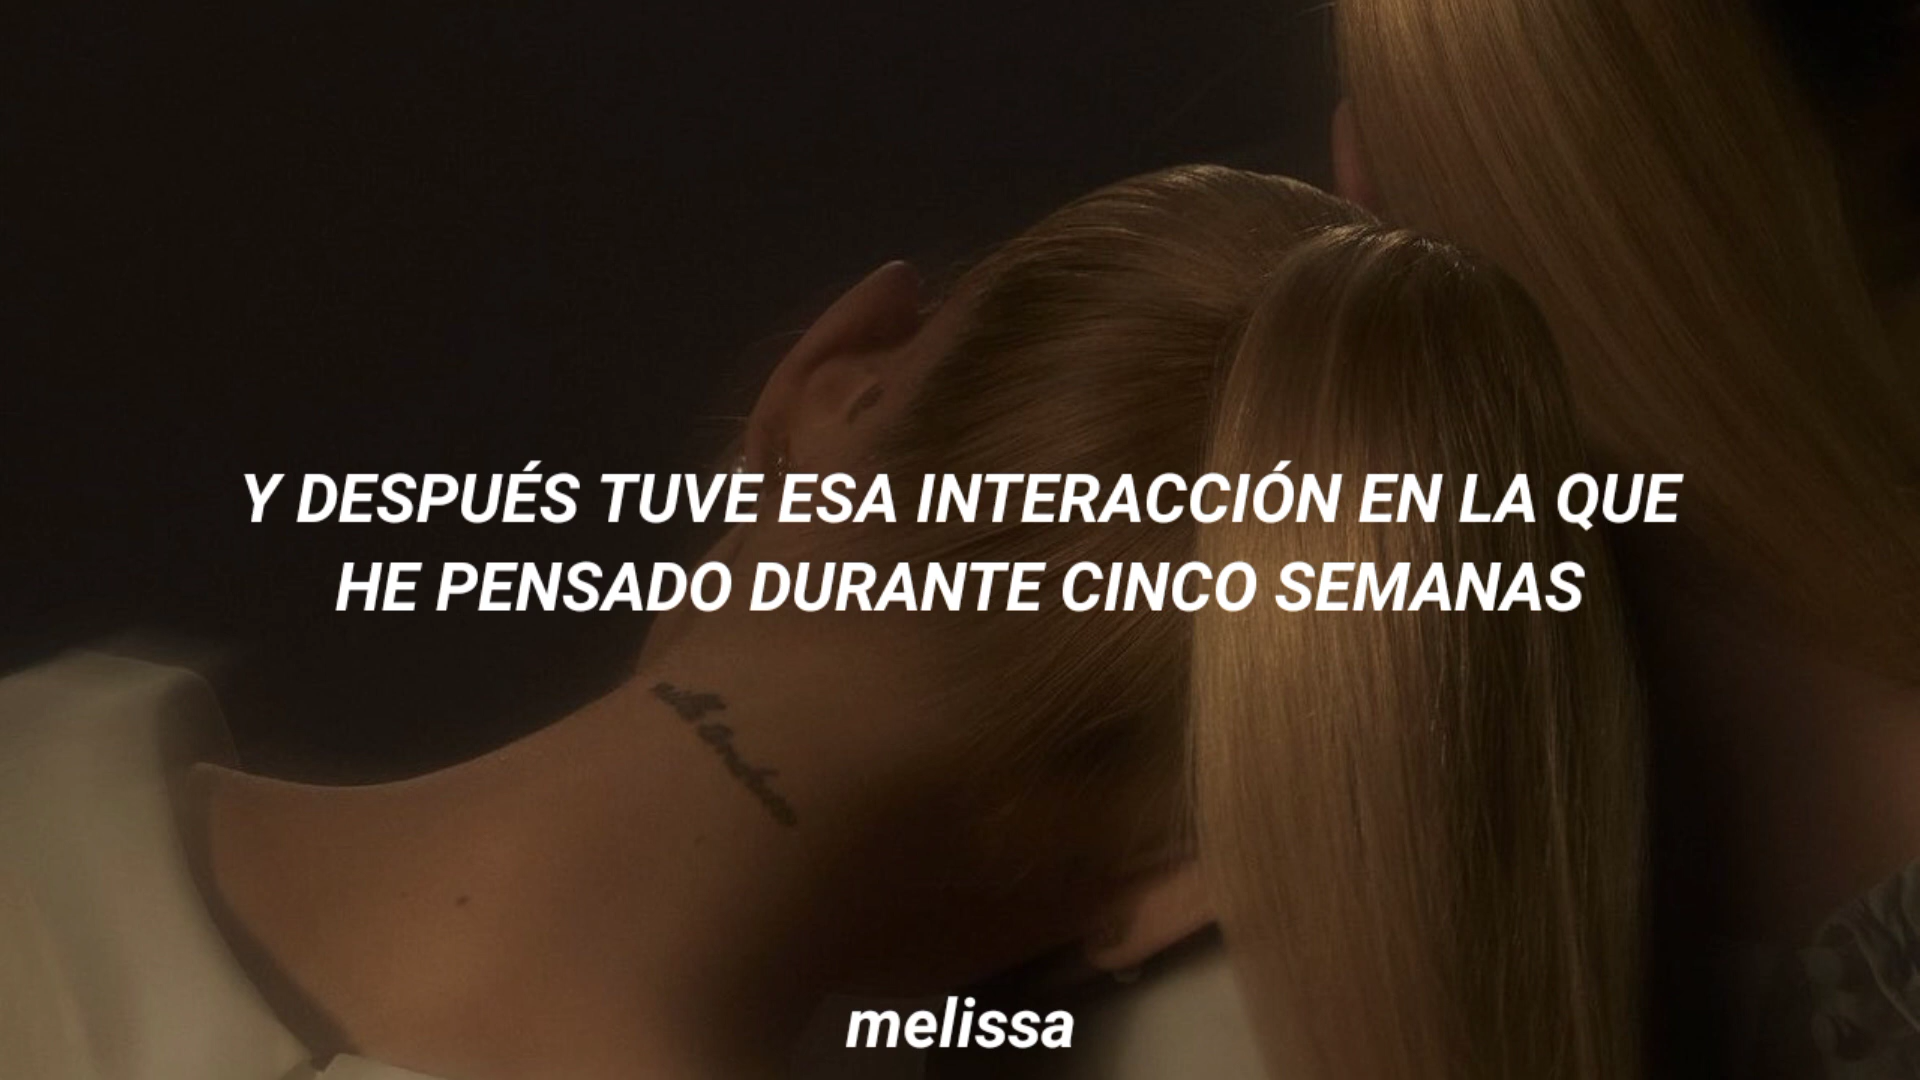 Y DESPUÉS TUVE ESA INTERACCIÓN EN LA QUE
HE PENSADO DURANTE CINCO SEMANAS
melissa